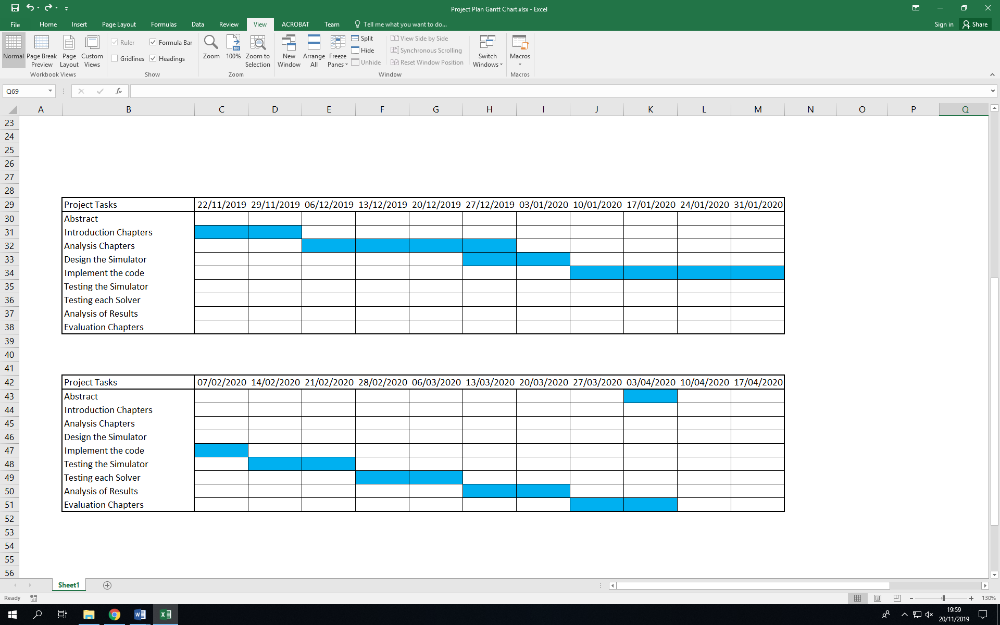 Project Plan Gantt Chart.xlsx - Excel
File Home Insert Page Layout Formulas Data Review View ACROBAT Team Tell me what you want to do... Sign in Share
Normal Page Break Preview Page Layout Custom Views
Workbook Views
Ruler Formula Bar
Gridlines Headings
Show
Zoom 100% Zoom to Selection
Zoom
New Window Arrange All Freeze Panes
Split
Hide
Unhide
View Side by Side
Synchronous Scrolling
Reset Window Position
Switch Windows
Window
Macros
Macros
Q69 fx
A B C D E F G H I J K L M N O P Q
23
24
25
26
27
28
29 Project Tasks 22/11/2019 29/11/2019 06/12/2019 13/12/2019 20/12/2019 27/12/2019 03/01/2020 10/01/2020 17/01/2020 24/01/2020 31/01/2020
30 Abstract
31 Introduction Chapters
32 Analysis Chapters
33 Design the Simulator
34 Implement the code
35 Testing the Simulator
36 Testing each Solver
37 Analysis of Results
38 Evaluation Chapters
39
40
41
42 Project Tasks 07/02/2020 14/02/2020 21/02/2020 28/02/2020 06/03/2020 13/03/2020 20/03/2020 27/03/2020 03/04/2020 10/04/2020 17/04/2020
43 Abstract
44 Introduction Chapters
45 Analysis Chapters
46 Design the Simulator
47 Implement the code
48 Testing the Simulator
49 Testing each Solver
50 Analysis of Results
51 Evaluation Chapters
52
53
54
55
56
Sheet1
Ready 130%
19:59
20/11/2019